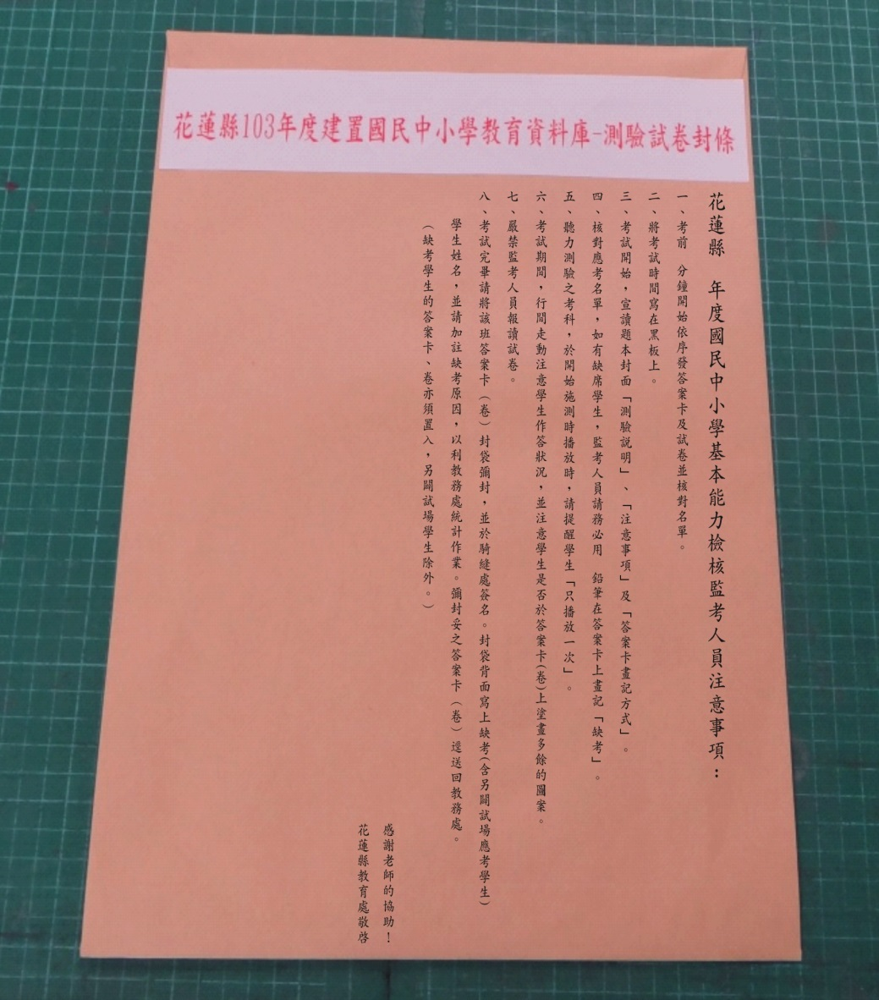 花蓮縣103年度建置國民中小學教育資料庫-測驗試卷封條
花蓮縣　年度國民中小學基本能力檢核監考人員注意事項：
一、考前　分鐘開始依序發答案卡及試卷並核對名單。
二、將考試時間寫在黑板上。
三、考試開始，宣讀題本封面「測驗說明」、「注意事項」及「答案卡畫記方式」。
四、核對應考名單，如有缺席學生，監考人員請務必用　鉛筆在答案卡上畫記「缺考」。
五、聽力測驗之考科，於開始施測時播放時，請提醒學生「只播放一次」。
六、考試期間，行間走動注意學生作答狀況，並注意學生是否於答案卡(卷)上塗畫多餘的圖案。
七、嚴禁監考人員報讀試卷。
八、考試完畢請將該班答案卡（卷）封袋彌封，並於騎縫處簽名。封袋背面寫上缺考(含另闢試場應考學生)
學生姓名，並請加註缺考原因，以利教務處統計作業。彌封妥之答案卡（卷）逕送回教務處。
（缺考學生的答案卡、卷亦須置入，另闢試場學生除外。）
感謝老師的協助！
花蓮縣教育處敬啓